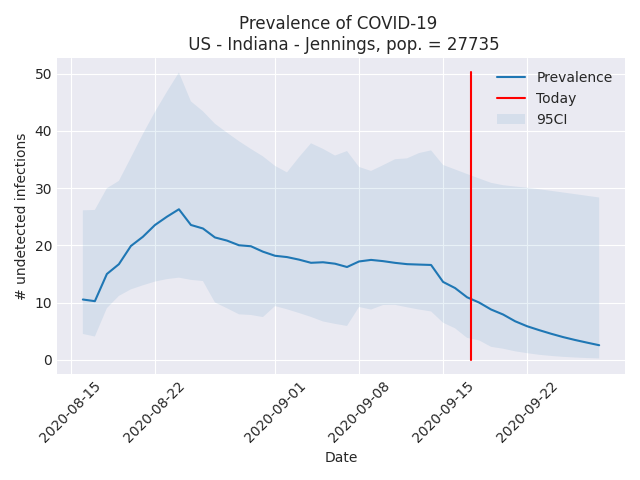 Prevalence of COVID-19
US - Indiana - Jennings, pop. = 27735
50
40
30
20
10
0
# undetected infections
Prevalence
Today
95CI
2020-08-15
2020-08-22
2020-09-01
2020-09-08
2020-09-15
2020-09-22
Date